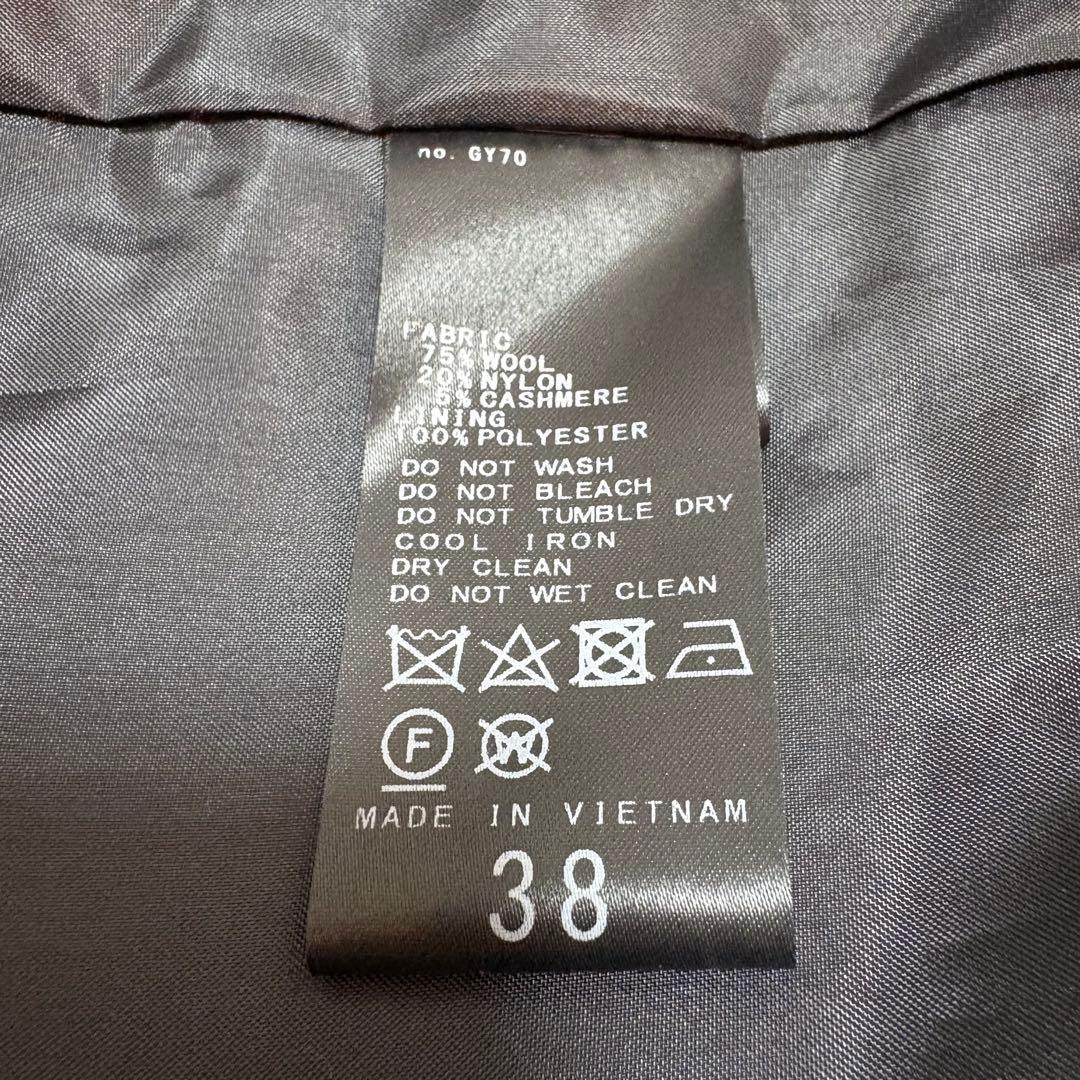 no. GY70
FABRIC
75% WOOL
20% NYLON
5% CASHMERE
LINING
100% POLYESTER
DO NOT WASH
DO NOT BLEACH
DO NOT TUMBLE DRY
COOL IRON
DRY CLEAN
DO NOT WET CLEAN
F W
MADE IN VIETNAM
38